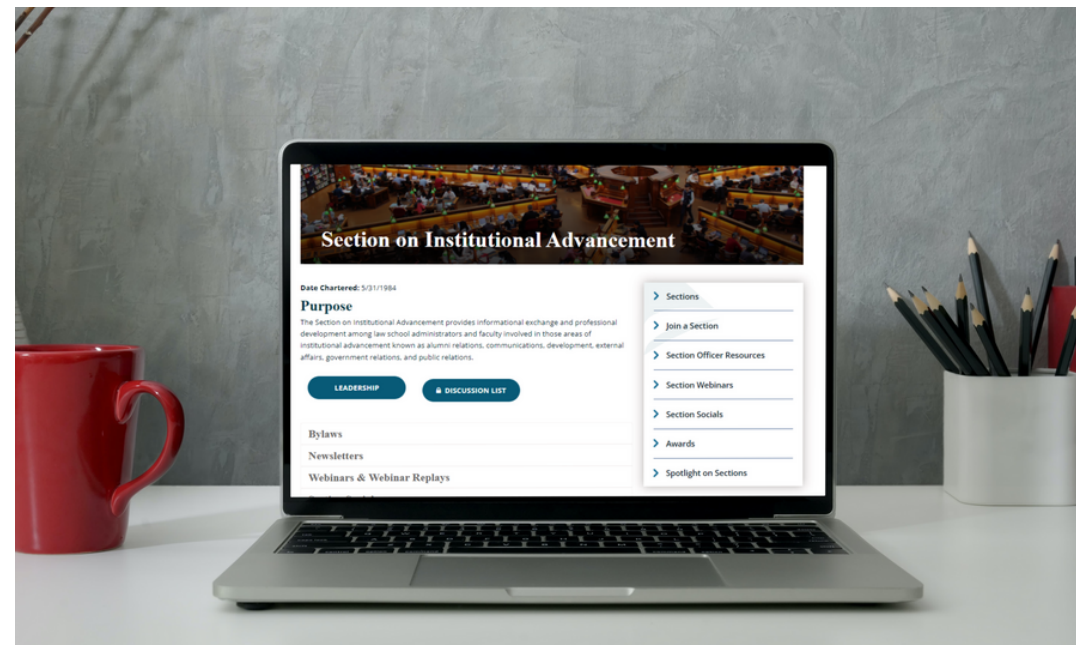 Section on Institutional Advancement
Date Chartered: 5/31/1984
Purpose
The Section on Institutional Advancement provides informational exchange and professional
development among law school administrators and faculty involved in those areas of
institutional advancement known as alumni relations, communications, development, external
affairs, government relations, and public relations.
LEADERSHIP
DISCUSSION LIST
Bylaws
Newsletters
Webinars & Webinar Replays
Sections
Join a Section
Section Officer Resources
Section Webinars
Section Socials
Awards
Spotlight on Sections